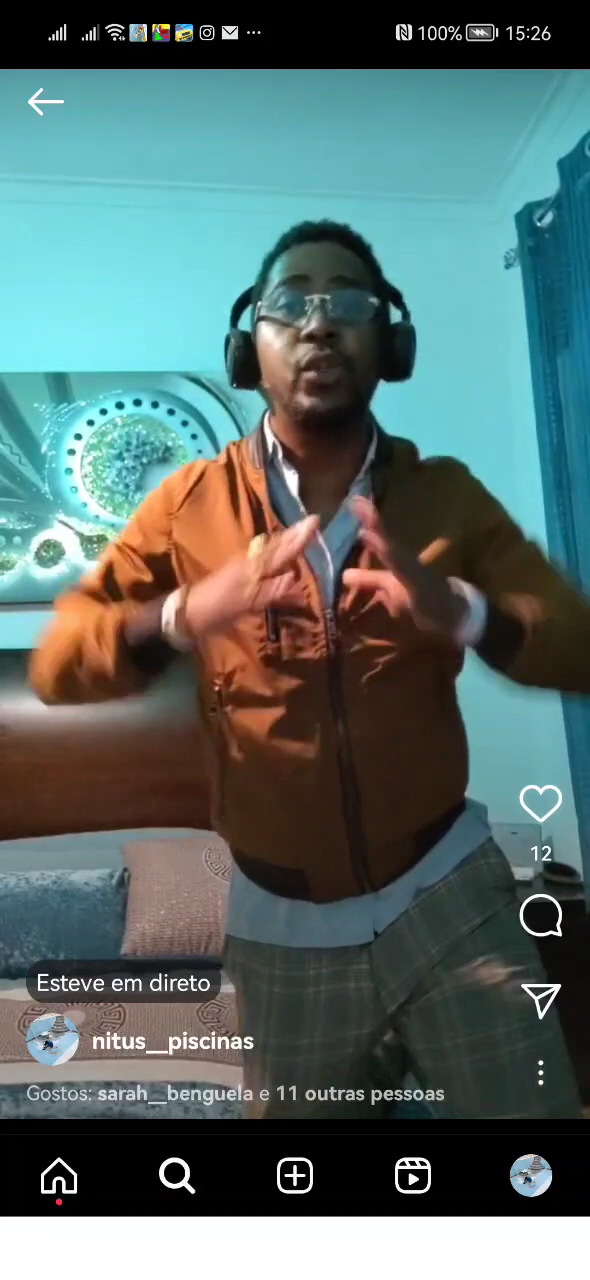 100% 15:26
12
Esteve em direto
nitus__piscinas
Gostos: sarah__benguela e 11 outras pessoas